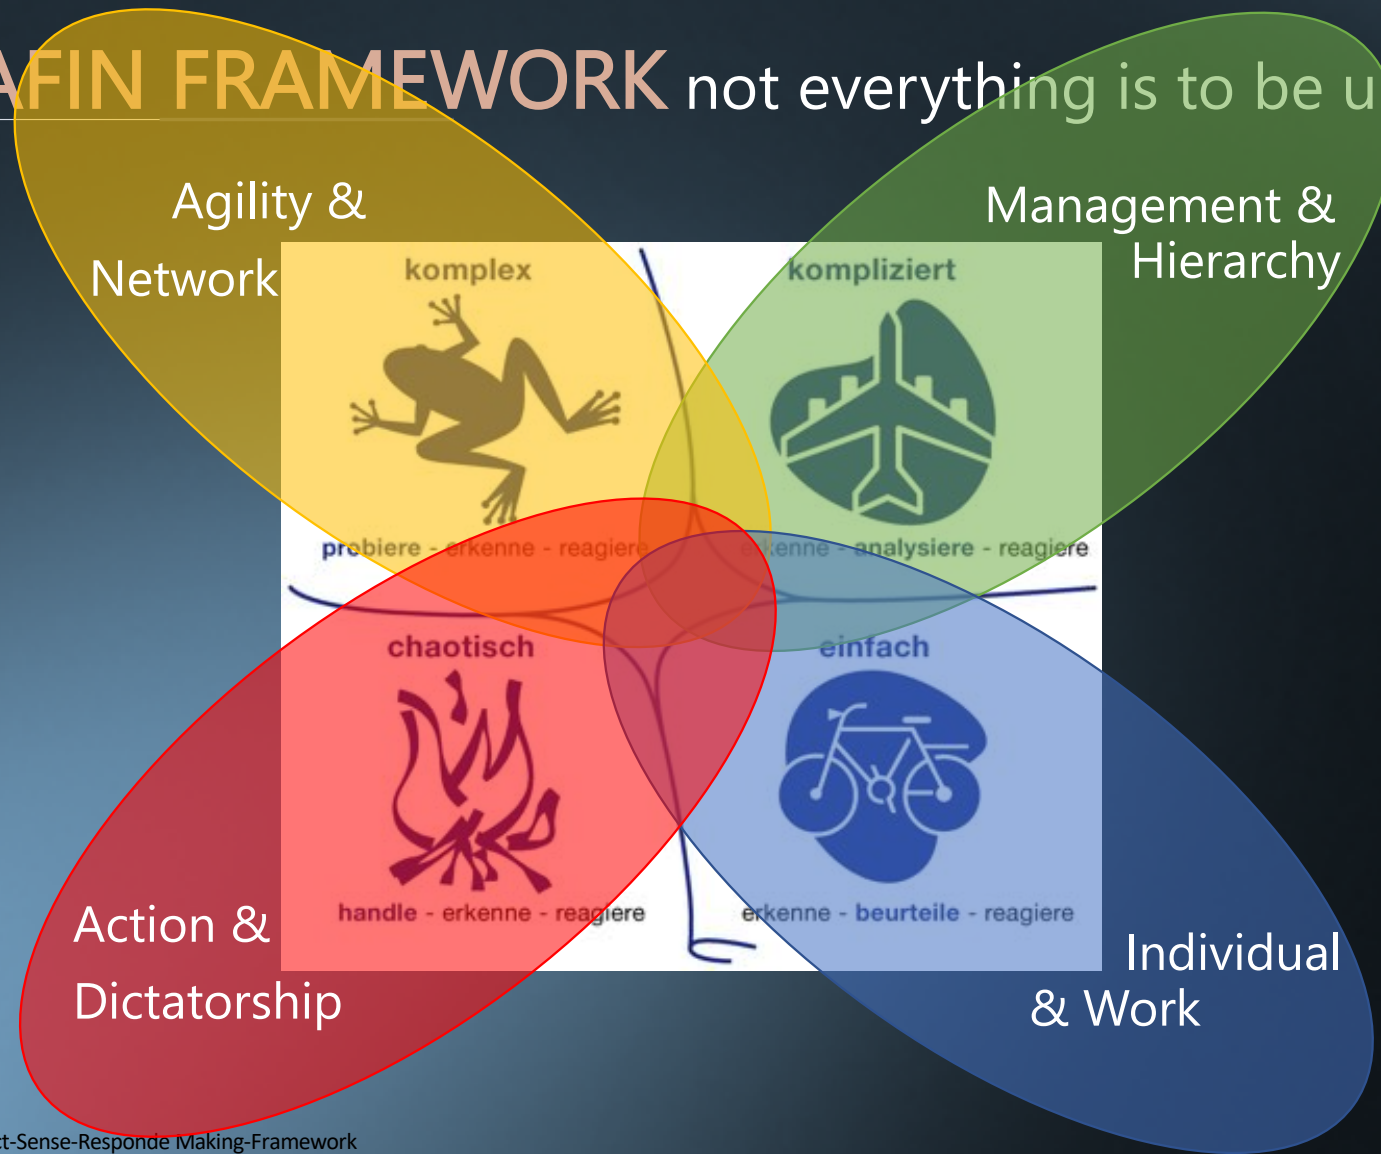 AFIN FRAMEWORK not everything is to be u
Agility &
Network
Management &
Hierarchy
komplex
kompliziert
probiere - erkenne - reagiere
erkenne - analysiere - reagiere
chaotisch
einfach
handle - erkenne - reagiere
erkenne - beurteile - reagiere
Action &
Dictatorship
Individual
& Work
ct-Sense-Responde Making-Framework